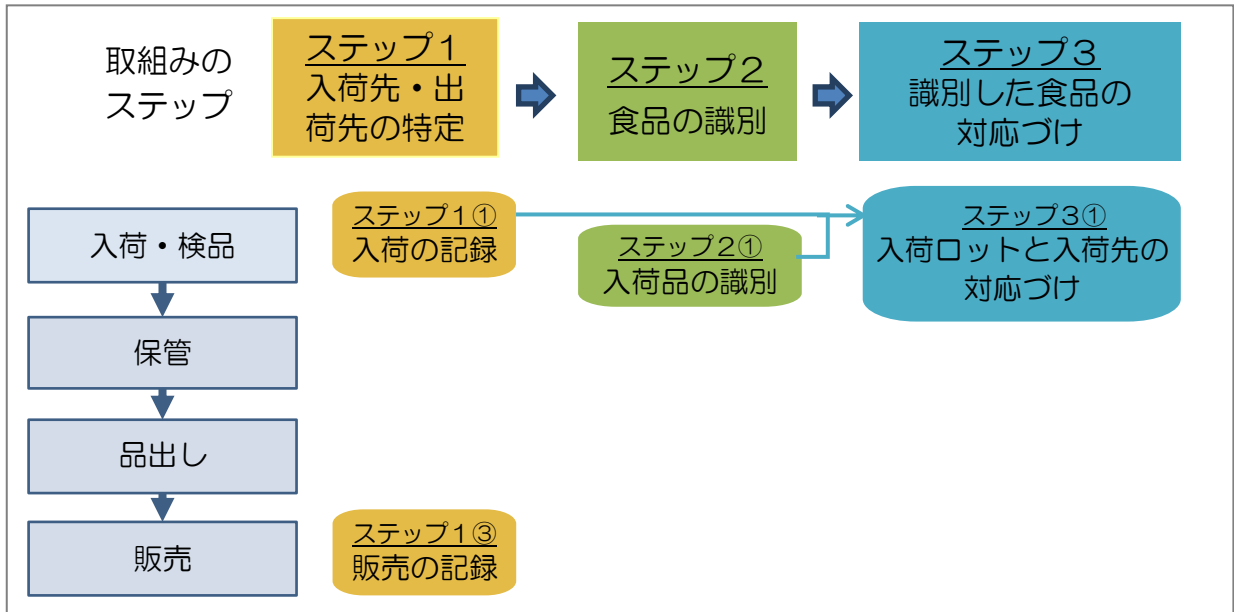 取組みの
ステップ
ステップ１
入荷先・出
荷先の特定
ステップ２
食品の識別
ステップ３
識別した食品の
対応づけ
入荷・検品
ステップ１①
入荷の記録
ステップ２①
入荷品の識別
ステップ３①
入荷ロットと入荷先の
対応づけ
保管
品出し
販売
ステップ１③
販売の記録